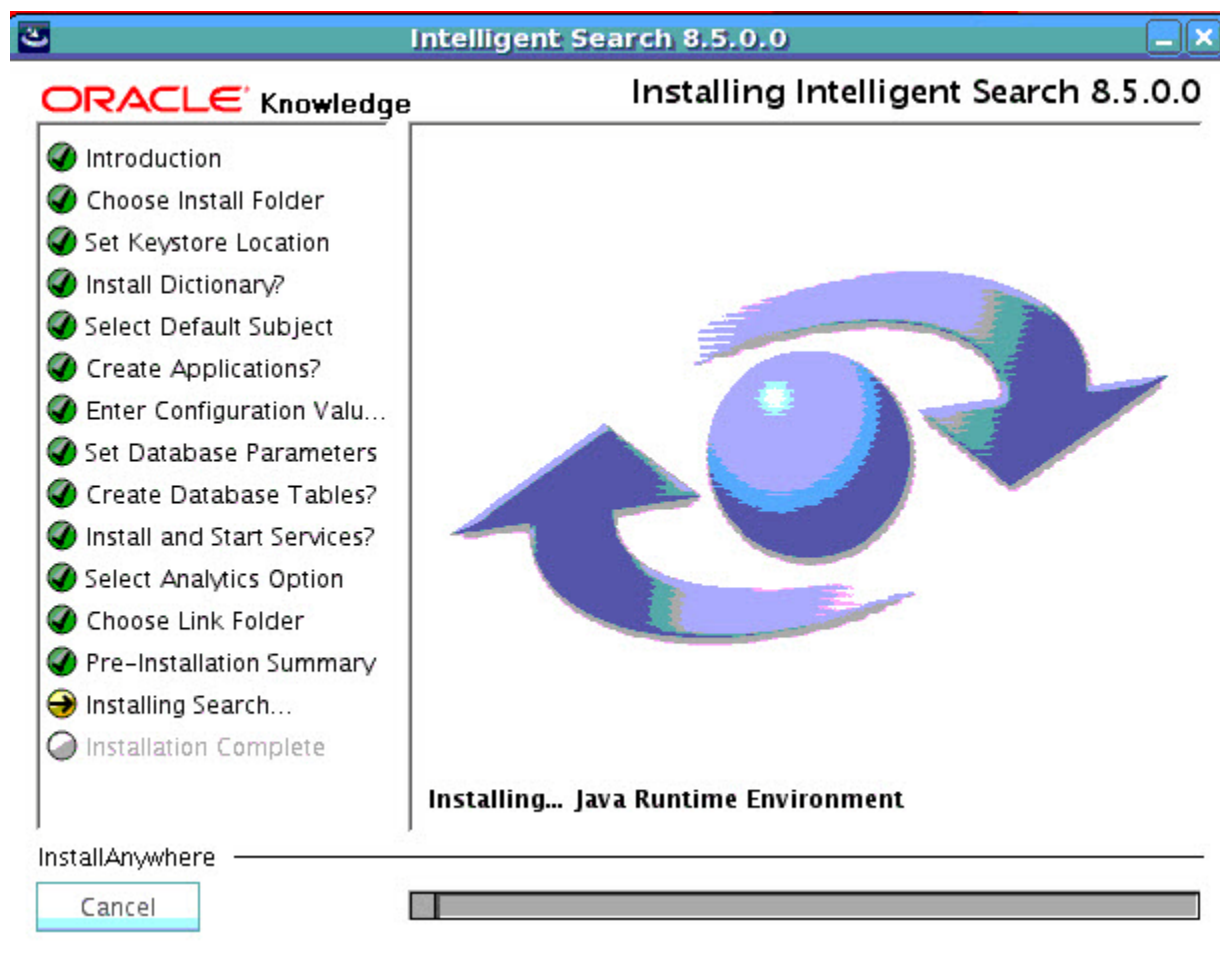 Intelligent Search 8.5.0.0
ORACLE Knowledge
Installing Intelligent Search 8.5.0.0
Introduction
Choose Install Folder
Set Keystore Location
Install Dictionary?
Select Default Subject
Create Applications?
Enter Configuration Valu...
Set Database Parameters
Create Database Tables?
Install and Start Services?
Select Analytics Option
Choose Link Folder
Pre-Installation Summary
Installing Search...
Installation Complete
Installing... Java Runtime Environment
InstallAnywhere
Cancel